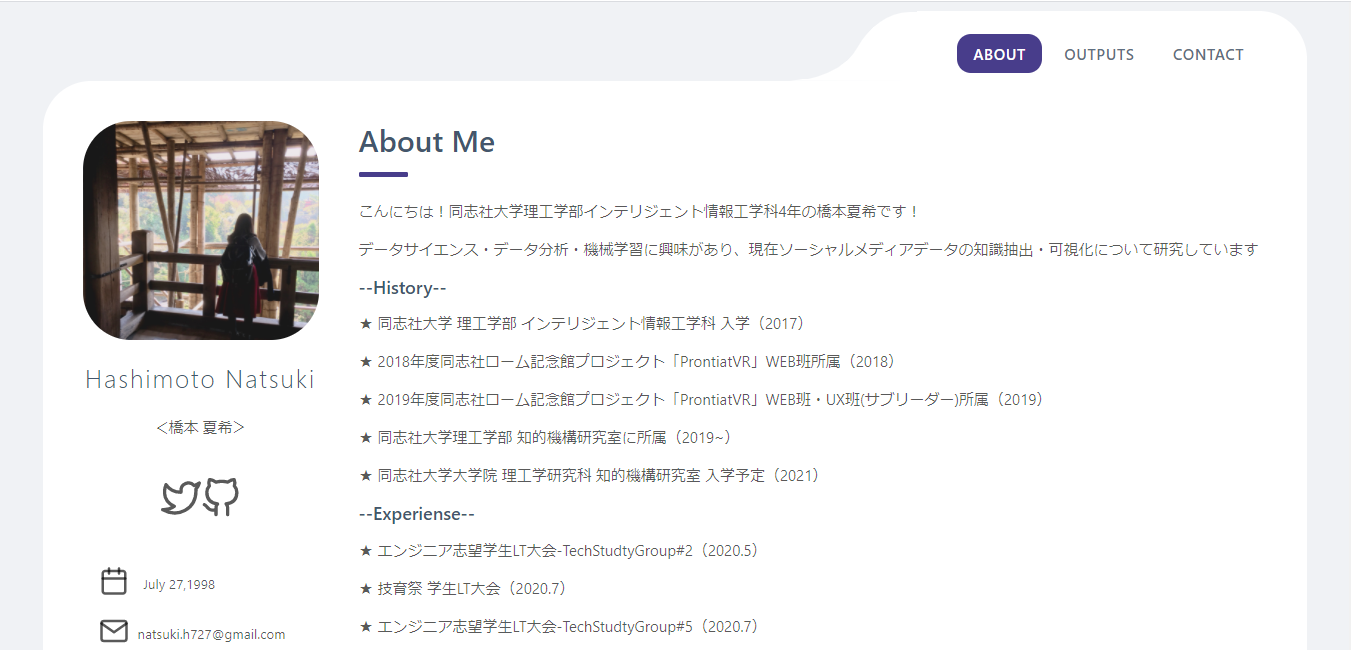 ABOUT OUTPUTS CONTACT
About Me
こんにちは！同志社大学理工学部インテリジェント情報工学科4年の橋本夏希です！
データサイエンス・データ分析・機械学習に興味があり、現在ソーシャルメディアデータの知識抽出・可視化について研究しています
--History--
★ 同志社大学 理工学部 インテリジェント情報工学科 入学（2017）
★ 2018年度同志社ローム記念館プロジェクト「ProntiatVR」WEB班所属（2018）
★ 2019年度同志社ローム記念館プロジェクト「ProntiatVR」WEB班・UX班(サブリーダー)所属（2019）
★ 同志社大学理工学部 知的機構研究室に所属（2019~）
★ 同志社大学大学院 理工学研究科 知的機構研究室 入学予定（2021）
--Experiense--
★ エンジニア志望学生LT大会-TechStudtyGroup#2（2020.5）
★ 技育祭 学生LT大会（2020.7）
★ エンジニア志望学生LT大会-TechStudtyGroup#5（2020.7）
Hashimoto Natsuki
＜橋本 夏希＞
July 27,1998
natsuki.h727@gmail.com